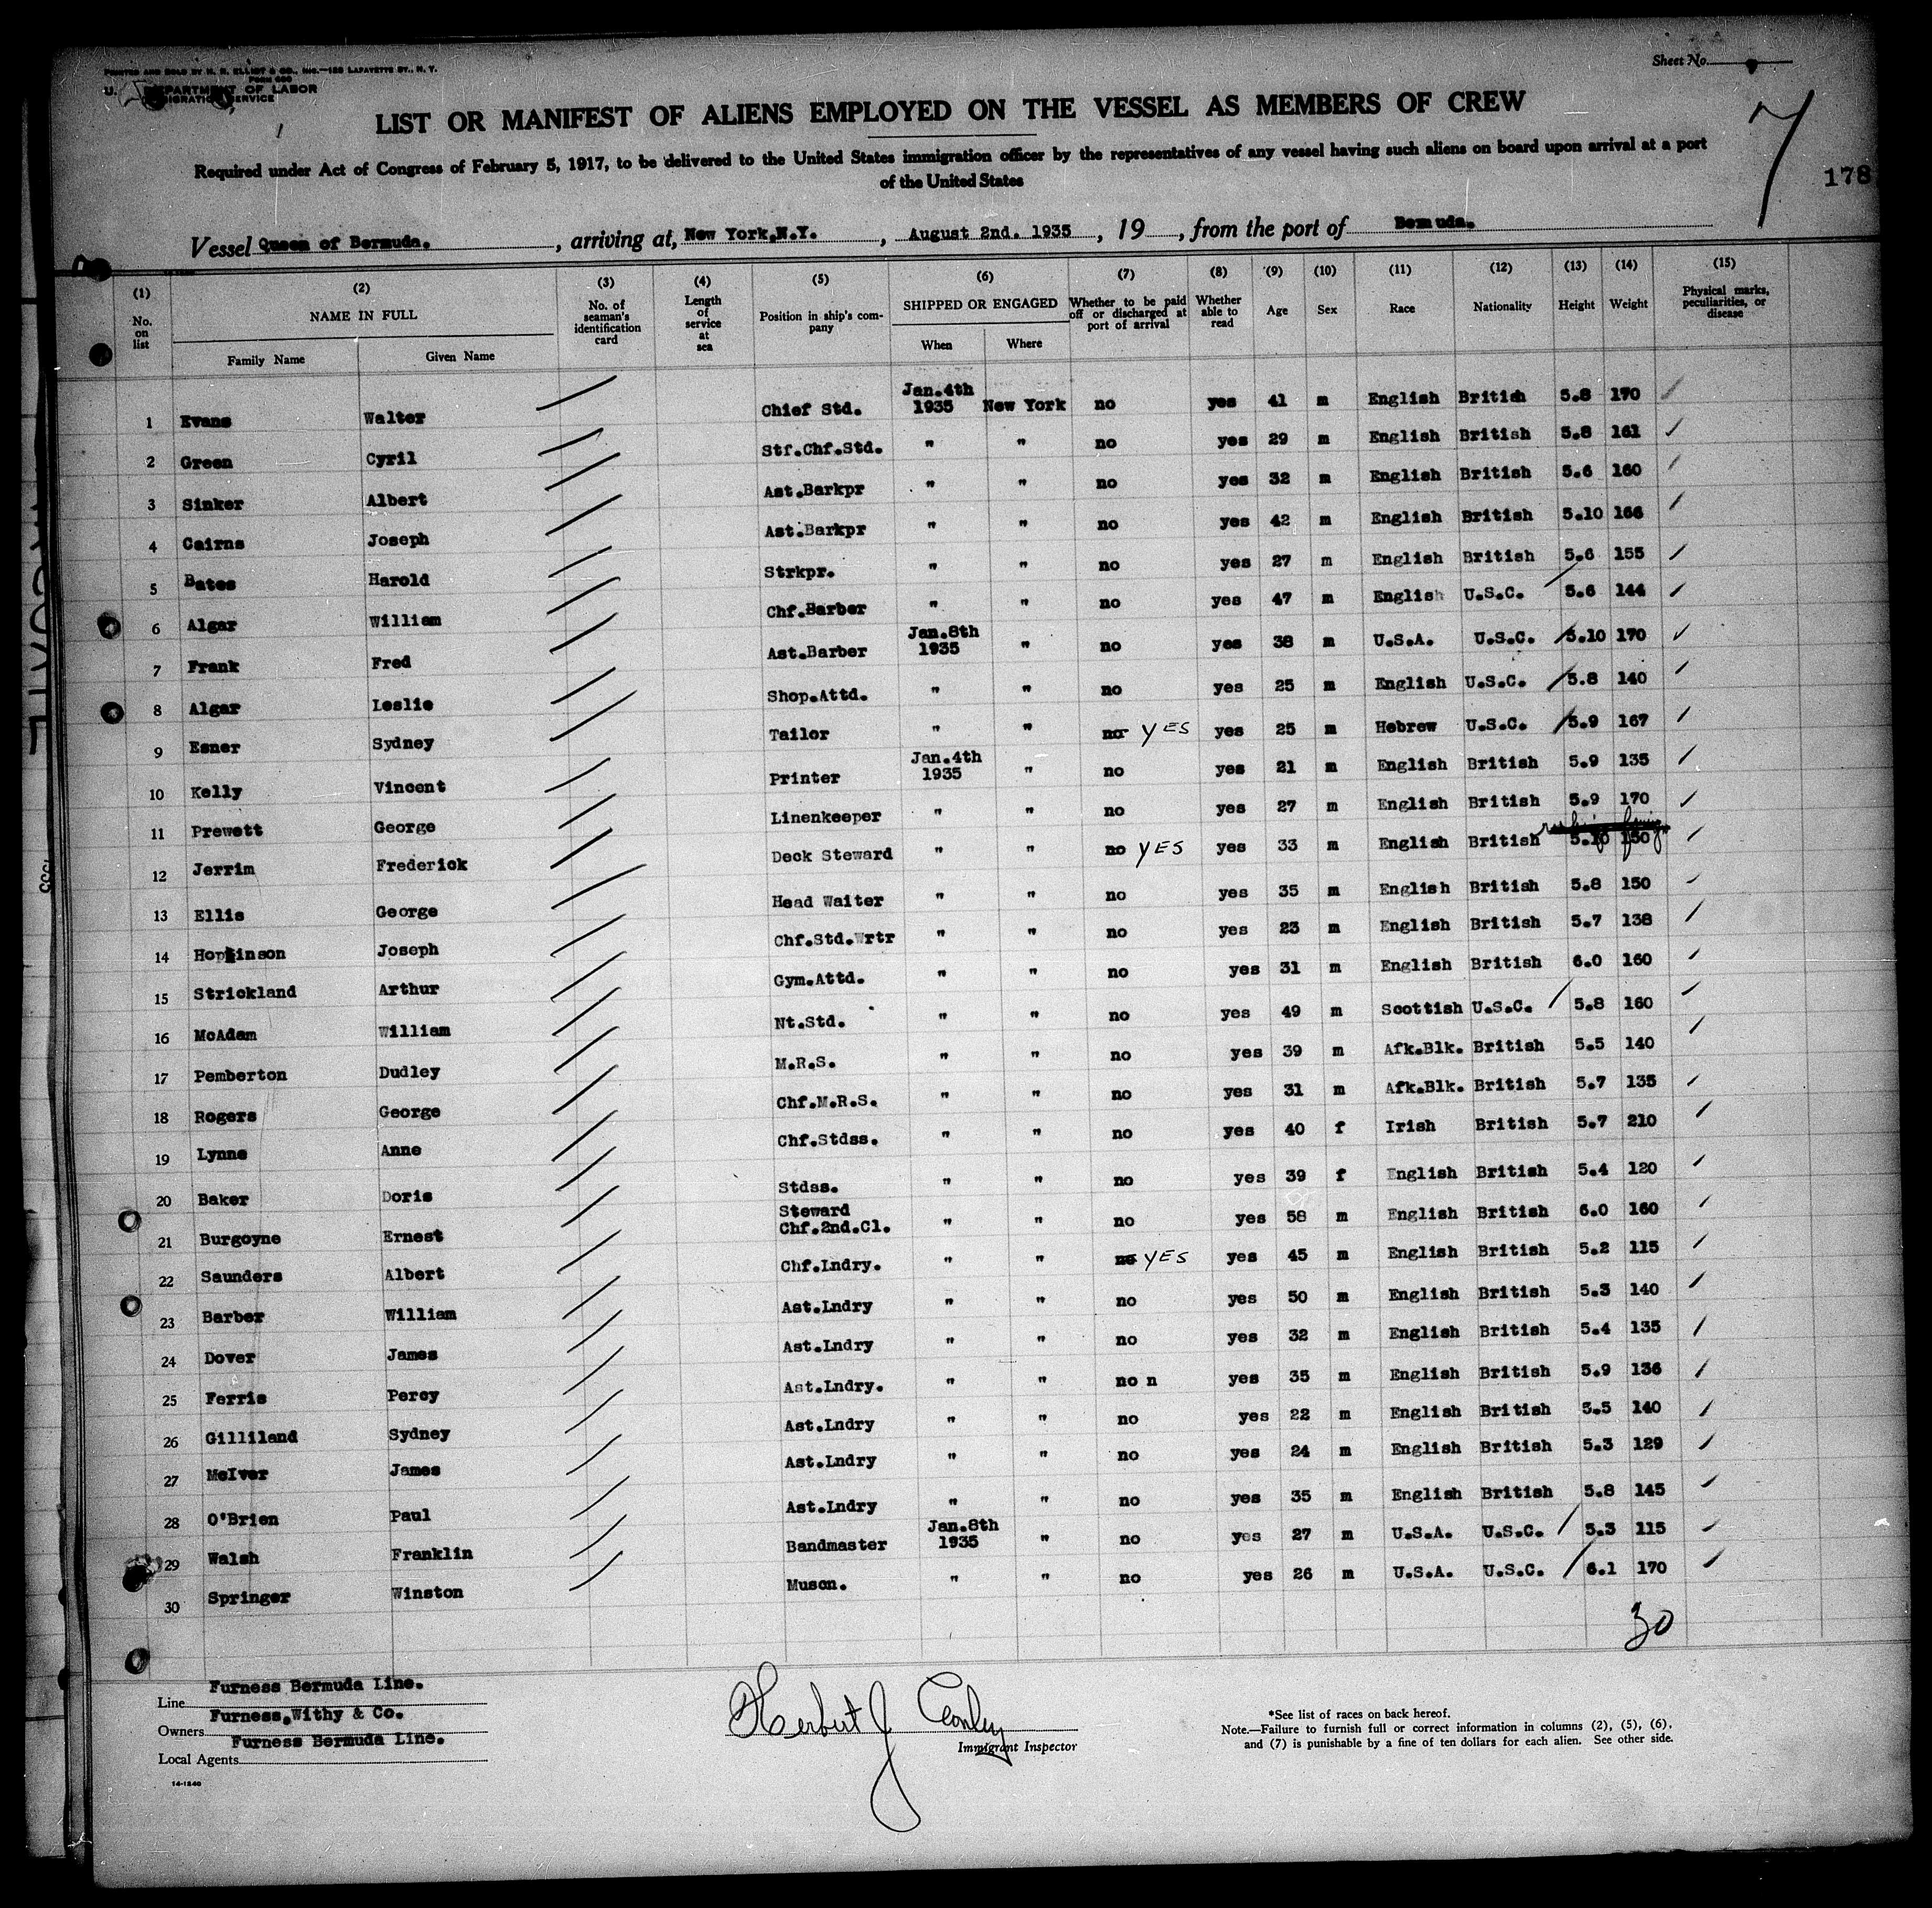 PRINTED AND SOLD BY M. R. ELLIOT & CO., INC.—128 LAFAYETTE ST., N. Y.
FORM 680
U. DEPARTMENT OF LABOR
IMMIGRATION SERVICE
Sheet No.
LIST OR MANIFEST OF ALIENS EMPLOYED ON THE VESSEL AS MEMBERS OF CREW
7
Required under Act of Congress of February 5, 1917, to be delivered to the United States immigration officer by the representatives of any vessel having such aliens on board upon arrival at a port
of the United States
178
Vessel Queen of Bermuda. , arriving at, New York,N.Y. , August 2nd. 1935 , 19 , from the port of Bermuda.
(1) No. on list (2) NAME IN FULL Family Name Given Name (3) No. of seaman's identification card (4) Length of service at sea (5) Position in ship's company (6) SHIPPED OR ENGAGED When Where (7) Whether to be paid off or discharged at port of arrival (8) Whether able to read (9) Age (10) Sex (11) Race (12) Nationality (13) Height (14) Weight (15) Physical marks, peculiarities, or disease
1 Evans Walter Chief Std. Jan.4th 1935 New York no yes 41 m English British 5.8 170
2 Green Cyril Str.Chf.Std. " " no yes 29 m English British 5.8 161
3 Sinker Albert Ast.Barkpr " " no yes 32 m English British 5.6 160
4 Cairns Joseph Ast.Barkpr " " no yes 42 m English British 5.10 166
5 Bates Harold Strkpr. " " no yes 27 m English British 5.6 155
6 Algar William Chf.Barber " " no yes 47 m English U.S.C. 5.6 144
7 Frank Fred Ast.Barber Jan.8th 1935 " no yes 38 m U.S.A. U.S.C. 5.10 170
8 Algar Leslie Shop.Attd. " " no yes 25 m English U.S.C. 5.8 140
9 Esner Sydney Tailor " " no YES yes 25 m Hebrew U.S.C. 5.9 167
10 Kelly Vincent Printer Jan.4th 1935 " no yes 21 m English British 5.9 135
11 Prewett George Linenkeeper " " no yes 27 m English British 5.9 170
12 Jerrim Frederick Deck Steward " " no YES yes 33 m English British 5.10 150
13 Ellis George Head Waiter " " no yes 35 m English British 5.8 150
14 Hopkinson Joseph Chf.Std.Wrtr " " no yes 23 m English British 5.7 138
15 Strickland Arthur Gym.Attd. " " no yes 31 m English British 6.0 160
16 McAdam William Nt.Std. " " no yes 49 m Scottish U.S.C. 5.8 160
17 Pemberton Dudley M.R.S. " " no yes 39 m Afk.Blk. British 5.5 140
18 Rogers George Chf.M.R.S. " " no yes 31 m Afk.Blk. British 5.7 135
19 Lynne Anne Chf.Stdss. " " no yes 40 f Irish British 5.7 210
20 Baker Doris Stdss. " " no yes 39 f English British 5.4 120
21 Burgoyne Ernest Steward Chf.2nd.Cl. " " no yes 58 m English British 6.0 160
22 Saunders Albert Chf.Lndry. " " no YES yes 45 m English British 5.2 115
23 Barber William Ast.Lndry " " no yes 50 m English British 5.3 140
24 Dover James Ast.Lndry " " no yes 32 m English British 5.4 135
25 Ferris Percy Ast.Lndry. " " no n yes 35 m English British 5.9 136
26 Gilliland Sydney Ast.Lndry " " no yes 22 m English British 5.5 140
27 McIver James Ast.Lndry " " no yes 24 m English British 5.3 129
28 O'Brien Paul Ast.Lndry " " no yes 35 m English British 5.8 145
29 Walsh Franklin Bandmaster Jan.8th 1935 " no yes 27 m U.S.A. U.S.C. 5.3 115
30 Springer Winston Muscn. " " no yes 26 m U.S.A. U.S.C. 6.1 170
30
Line Furness Bermuda Line.
Owners Furness,Withy & Co.
Local Agents Furness Bermuda Line.
14-1240
Herbert J Conley
Immigrant Inspector
*See list of races on back hereof.
Note.—Failure to furnish full or correct information in columns (2), (5), (6),
and (7) is punishable by a fine of ten dollars for each alien. See other side.